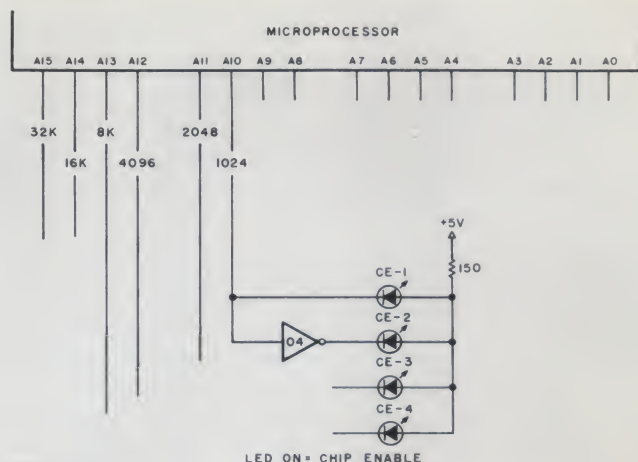 MICROPROCESSOR
A15 A14 A13 A12 A11 A10 A9 A8 A7 A6 A5 A4 A3 A2 A1 A0
32K 8K 2048
16K 4096 1024
+5V
150
CE-1
CE-2
04
CE-3
CE-4
LED ON = CHIP ENABLE